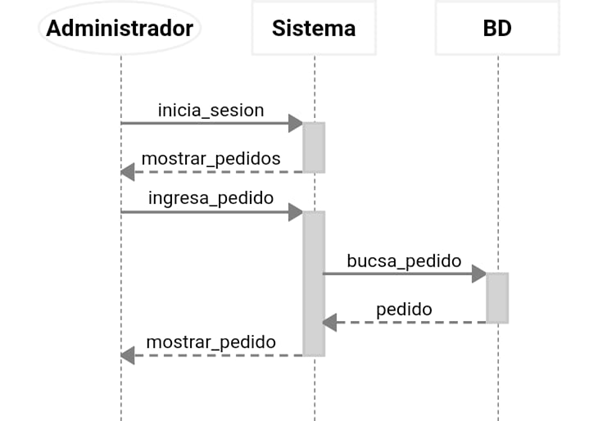 Administrador
Sistema
BD
inicia_sesion
mostrar_pedidos
ingresa_pedido
bucsa_pedido
pedido
mostrar_pedido